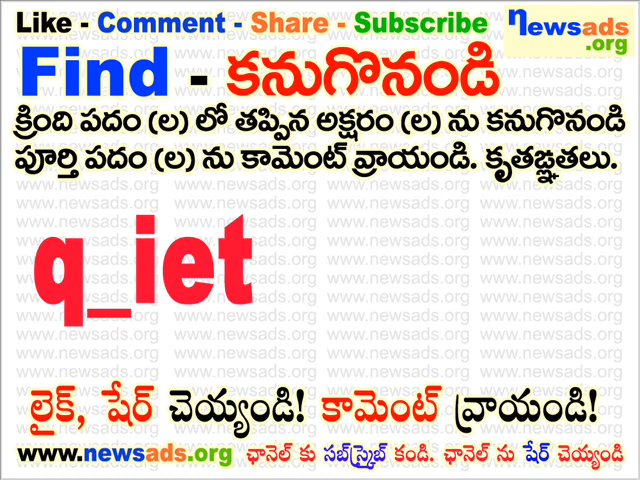 Like - Comment - Share - Subscribe
newsads
.org
Find - కనుగొనండి
క్రింది పదం (ల) లో తప్పిన అక్షరం (ల) ను కనుగొనండి
పూర్తి పదం (ల) ను కామెంట్ వ్రాయండి. కృతజ్ఞతలు.
q_iet
లైక్, షేర్ చెయ్యండి! కామెంట్ వ్రాయండి!
www.newsads.org ఛానెల్ కు సబ్‌స్క్రైబ్ కండి. ఛానెల్ ను షేర్ చెయ్యండి